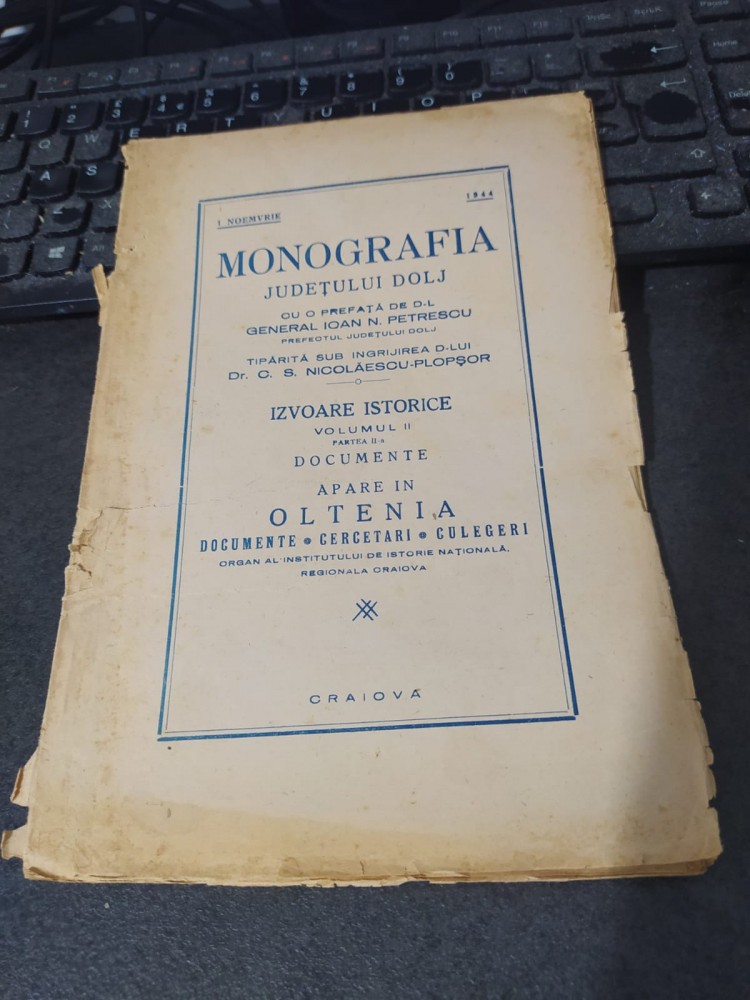 1 NOEMVRIE
1944
MONOGRAFIA
JUDEȚULUI DOLJ
CU O PREFAȚĂ DE D-L
GENERAL IOAN N. PETRESCU
PREFECTUL JUDEȚULUI DOLJ
TIPĂRITĂ SUB INGRIJIREA D-LUI
Dr. C. S. NICOLĂESCU-PLOPȘOR
IZVOARE ISTORICE
VOLUMUL II
PARTEA II-a
DOCUMENTE
APARE IN
OLTENIA
DOCUMENTE • CERCETARI • CULEGERI
ORGAN AL INSTITUTULUI DE ISTORIE NAȚIONALĂ,
REGIONALA CRAIOVA
CRAIOVA